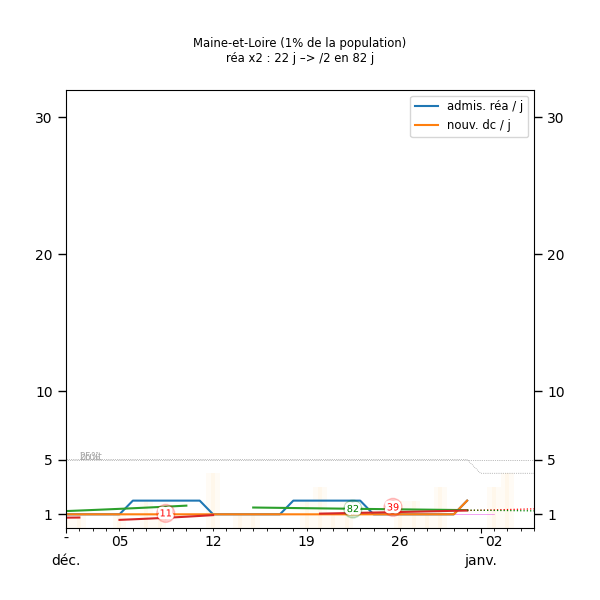 Maine-et-Loire (1% de la population)
réa x2 : 22 j –> /2 en 82 j
admis. réa / j
nouv. dc / j
30 30
20 20
10 10
5 25% 5
11 82 39
1 1
05 12 19 26 02
déc. janv.